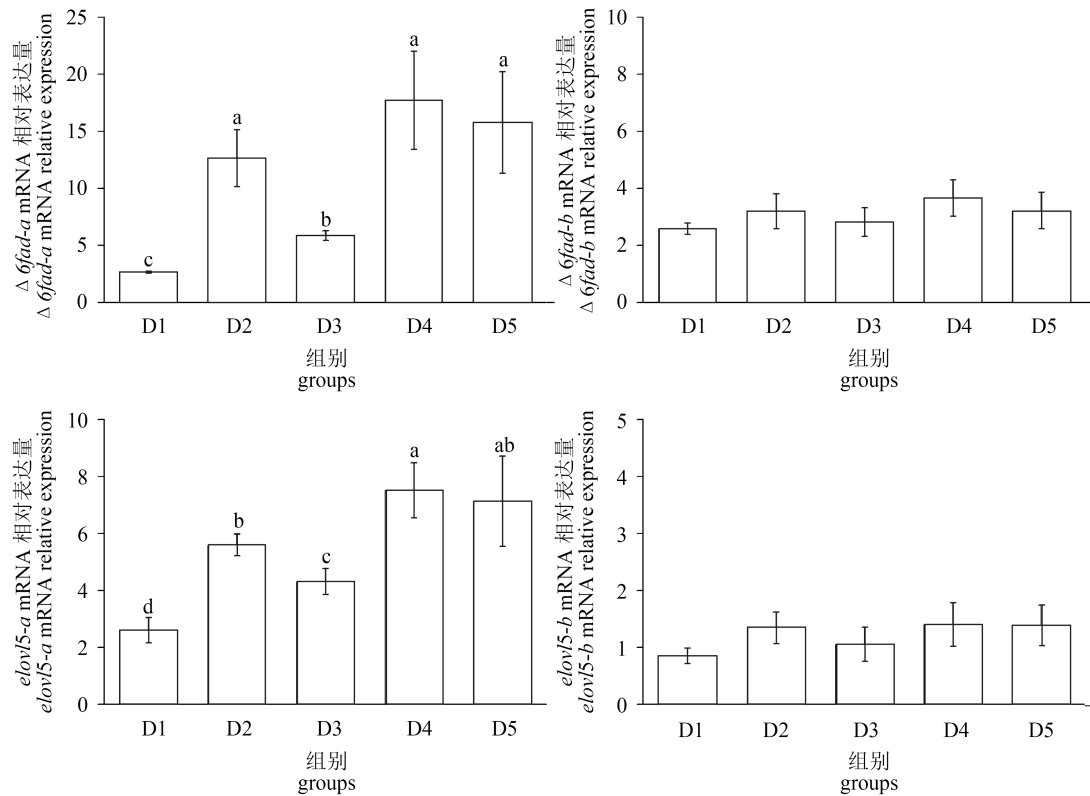 Δ 6fad-a mRNA 相对表达量
Δ 6fad-a mRNA relative expression
25
20
15
10
5
0
c
a
b
a
a
D1 D2 D3 D4 D5
组别
groups
Δ 6fad-b mRNA 相对表达量
Δ 6fad-b mRNA relative expression
10
8
6
4
2
0
D1 D2 D3 D4 D5
组别
groups
elovl5-a mRNA 相对表达量
elovl5-a mRNA relative expression
10
8
6
4
2
0
d
b
c
a
ab
D1 D2 D3 D4 D5
组别
groups
elovl5-b mRNA 相对表达量
elovl5-b mRNA relative expression
5
4
3
2
1
0
D1 D2 D3 D4 D5
组别
groups